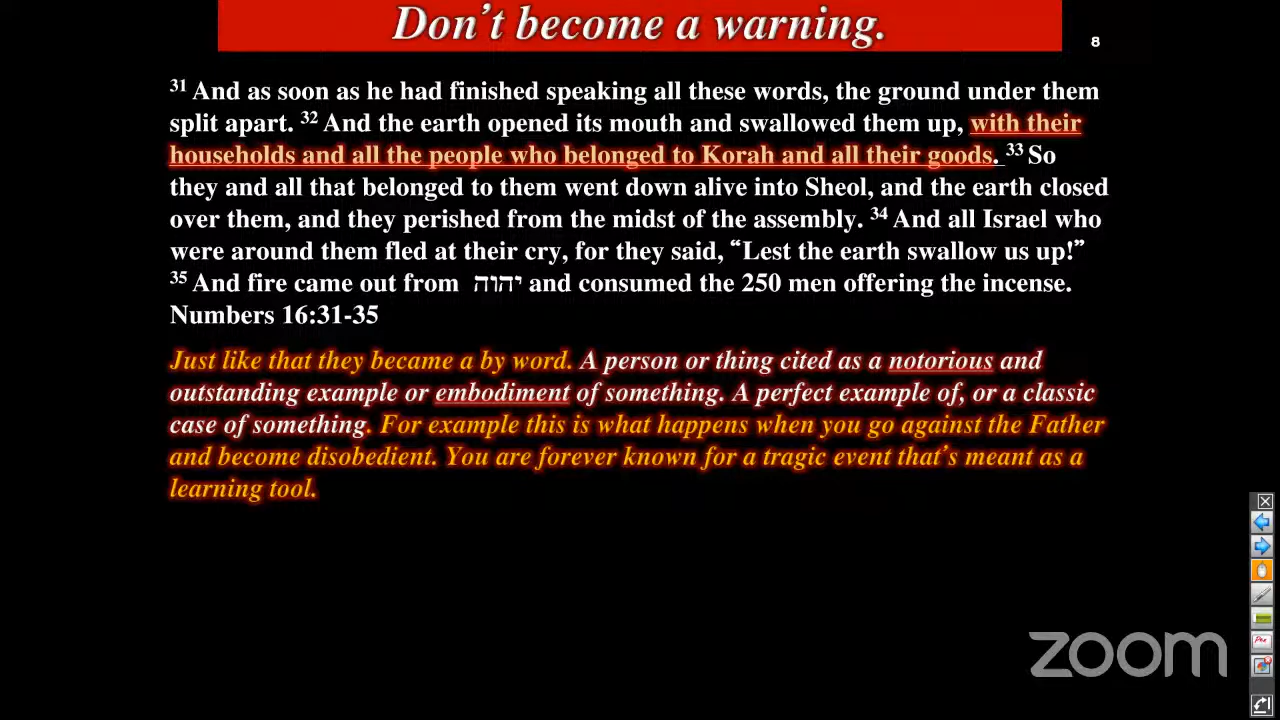 Don't become a warning.
8
31 And as soon as he had finished speaking all these words, the ground under them
split apart. 32 And the earth opened its mouth and swallowed them up, with their
households and all the people who belonged to Korah and all their goods. 33 So
they and all that belonged to them went down alive into Sheol, and the earth closed
over them, and they perished from the midst of the assembly. 34 And all Israel who
were around them fled at their cry, for they said, “Lest the earth swallow us up!”
35 And fire came out from יהוה and consumed the 250 men offering the incense.
Numbers 16:31-35
Just like that they became a by word. A person or thing cited as a notorious and
outstanding example or embodiment of something. A perfect example of, or a classic
case of something. For example this is what happens when you go against the Father
and become disobedient. You are forever known for a tragic event that's meant as a
learning tool.
Pen
zoom